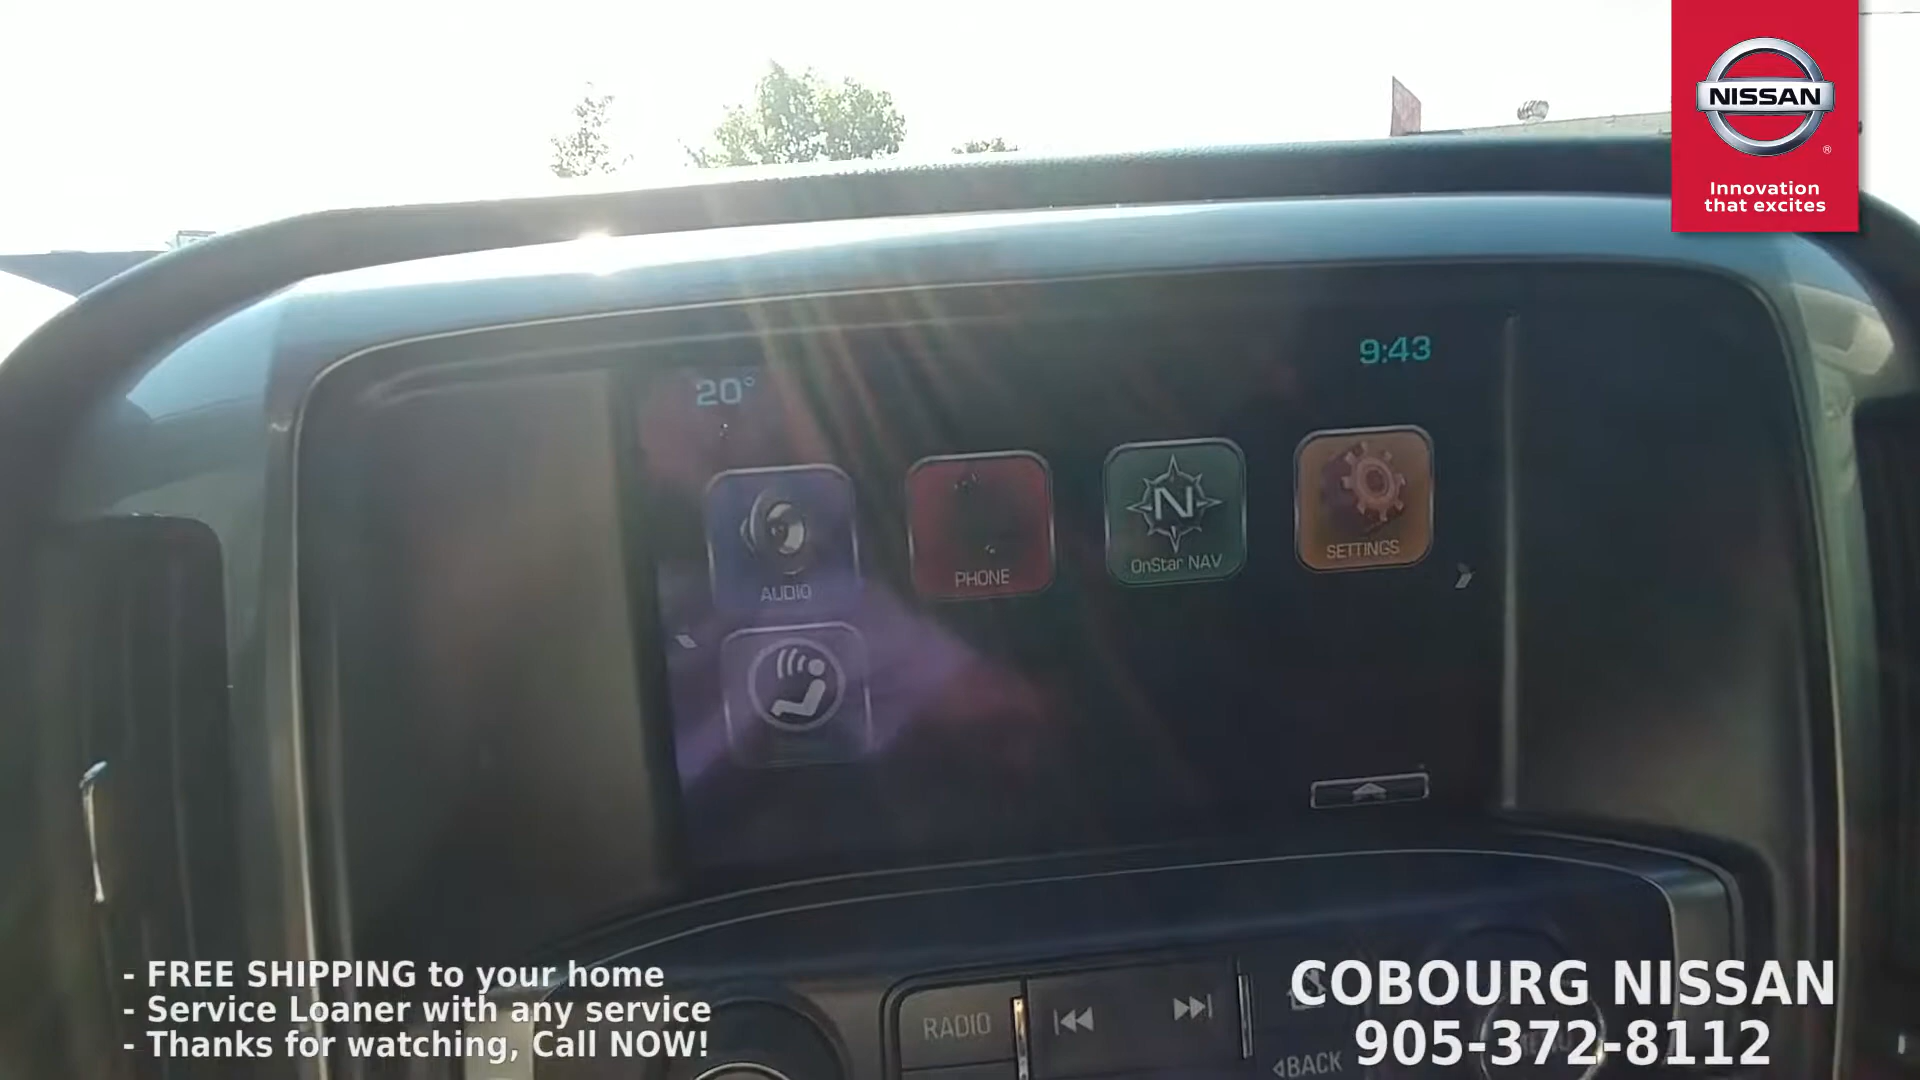 NISSAN
®
Innovation
that excites
9:43
20°
AUDIO
PHONE
N
OnStar NAV
SETTINGS
RADIO
◁BACK
- FREE SHIPPING to your home
- Service Loaner with any service
- Thanks for watching, Call NOW!
COBOURG NISSAN
905-372-8112